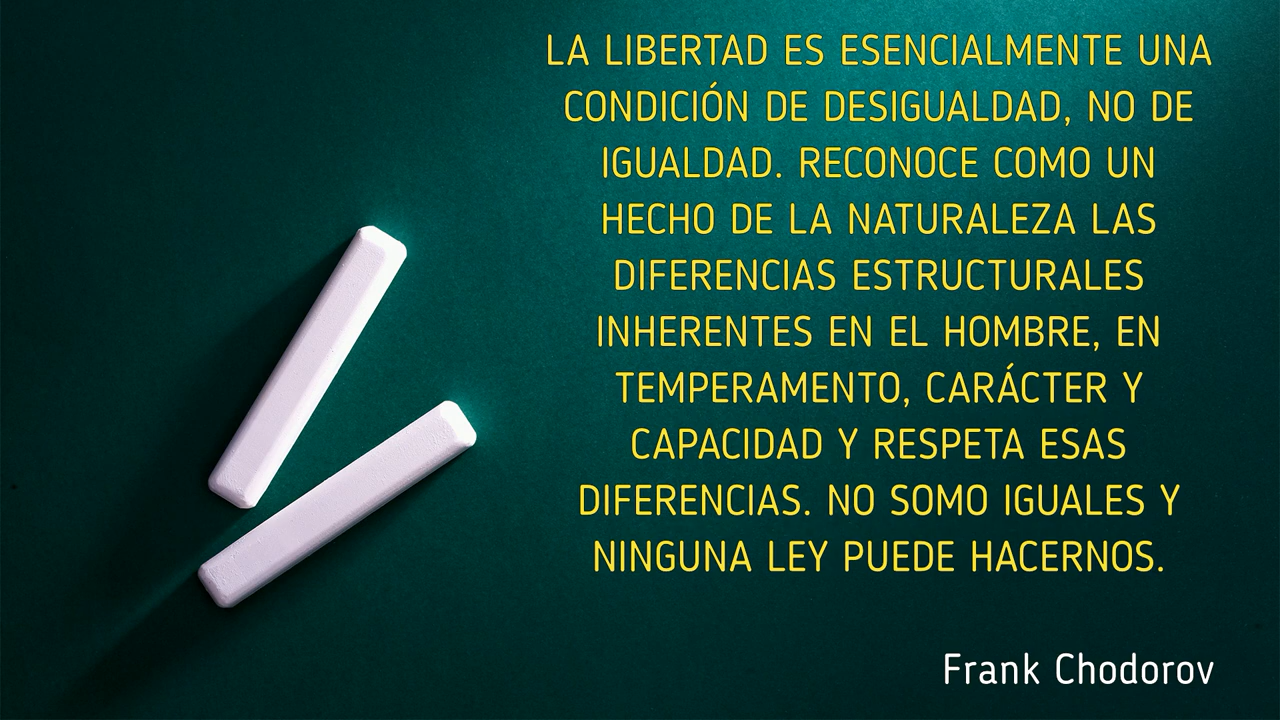 LA LIBERTAD ES ESENCIALMENTE UNA
CONDICIÓN DE DESIGUALDAD, NO DE
IGUALDAD. RECONOCE COMO UN
HECHO DE LA NATURALEZA LAS
DIFERENCIAS ESTRUCTURALES
INHERENTES EN EL HOMBRE, EN
TEMPERAMENTO, CARÁCTER Y
CAPACIDAD Y RESPETA ESAS
DIFERENCIAS. NO SOMO IGUALES Y
NINGUNA LEY PUEDE HACERNOS.
Frank Chodorov